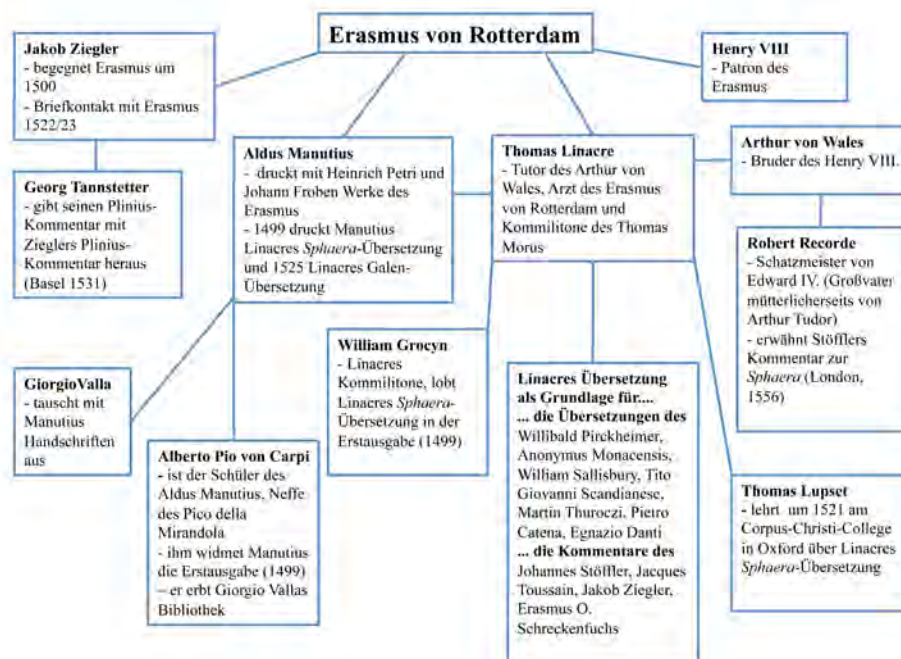 Erasmus von Rotterdam
Jakob Ziegler
- begegnet Erasmus um
1500
- Briefkontakt mit Erasmus
1522/23
Henry VIII
- Patron des
Erasmus
Aldus Manutius
- druckt mit Heinrich Petri und
Johann Froben Werke des
Erasmus
- 1499 druckt Manutius
Linacres Sphaera-Übersetzung
und 1525 Linacres Galen-
Übersetzung
Thomas Linacre
- Tutor des Arthur von
Wales, Arzt des Erasmus
von Rotterdam und
Kommilitone des Thomas
Morus
Arthur von Wales
- Bruder des Henry VIII.
Georg Tannstetter
- gibt seinen Plinius-
Kommentar mit
Zieglers Plinius-
Kommentar heraus
(Basel 1531)
Robert Recorde
- Schatzmeister von
Edward IV. (Großvater
mütterlicherseits von
Arthur Tudor)
- erwähnt Stöfflers
Kommentar zur
Sphaera (London,
1556)
William Grocyn
- Linacres
Kommilitone, lobt
Linacres Sphaera-
Übersetzung in der
Erstausgabe (1499)
GiorgioValla
- tauscht mit
Manutius
Handschriften
aus
Linacres Übersetzung
als Grundlage für....
... die Übersetzungen des
Willibald Pirckheimer,
Anonymus Monacensis,
William Sallisbury, Tito
Giovanni Scandianese,
Martin Thuroczi, Pietro
Catena, Egnazio Danti
... die Kommentare des
Johannes Stöffler, Jacques
Toussain, Jakob Ziegler,
Erasmus O.
Schreckenfuchs
Alberto Pio von Carpi
- ist der Schüler des
Aldus Manutius, Neffe
des Pico della
Mirandola
- ihm widmet Manutius
die Erstausgabe (1499)
– er erbt Giorgio Vallas
Bibliothek
Thomas Lupset
- lehrt um 1521 am
Corpus-Christi-College
in Oxford über Linacres
Sphaera-Übersetzung